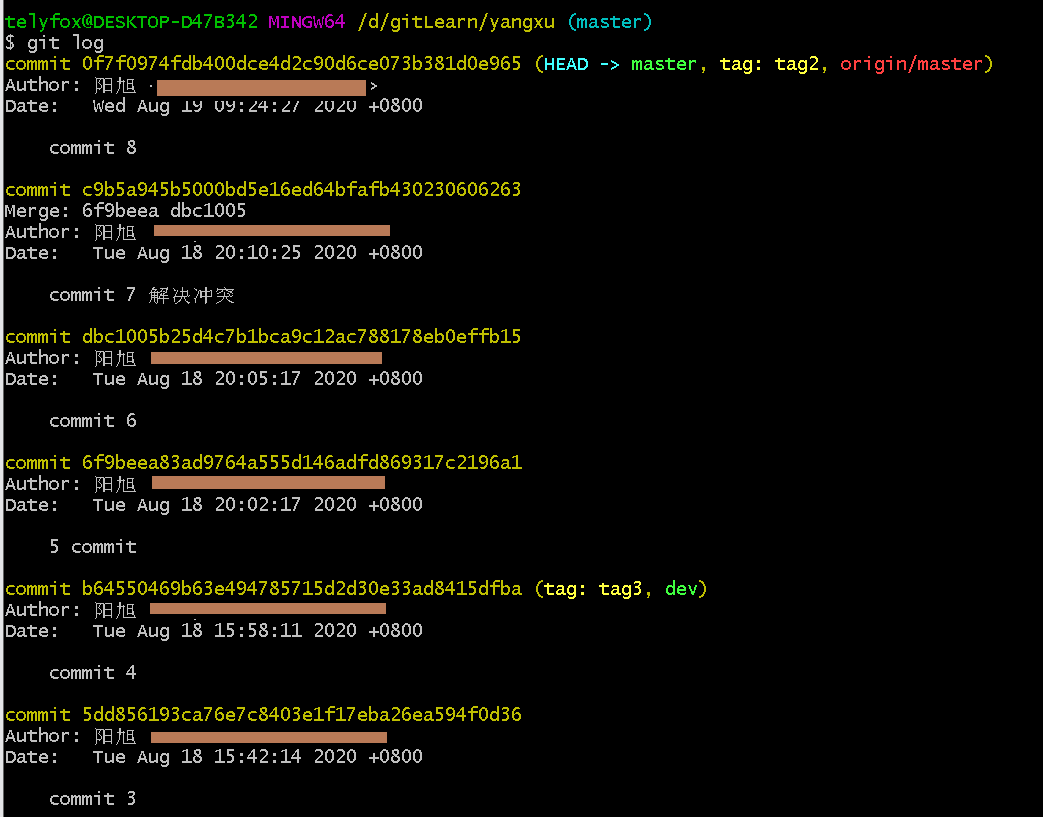 telyfox@DESKTOP-D47B342 MINGW64 /d/gitLearn/yangxu (master)
$ git log
commit 0f7f0974fdb400dce4d2c90d6ce073b381d0e965 (HEAD -> master, tag: tag2, origin/master)
Author: 阳旭 >
Date:   Wed Aug 19 09:24:27 2020 +0800
    commit 8
commit c9b5a945b5000bd5e16ed64bfafb430230606263
Merge: 6f9beea dbc1005
Author: 阳旭
Date:   Tue Aug 18 20:10:25 2020 +0800
    commit 7 解决冲突
commit dbc1005b25d4c7b1bca9c12ac788178eb0effb15
Author: 阳旭
Date:   Tue Aug 18 20:05:17 2020 +0800
    commit 6
commit 6f9beea83ad9764a555d146adfd869317c2196a1
Author: 阳旭
Date:   Tue Aug 18 20:02:17 2020 +0800
    5 commit
commit b64550469b63e494785715d2d30e33ad8415dfba (tag: tag3, dev)
Author: 阳旭
Date:   Tue Aug 18 15:58:11 2020 +0800
    commit 4
commit 5dd856193ca76e7c8403e1f17eba26ea594f0d36
Author: 阳旭
Date:   Tue Aug 18 15:42:14 2020 +0800
    commit 3